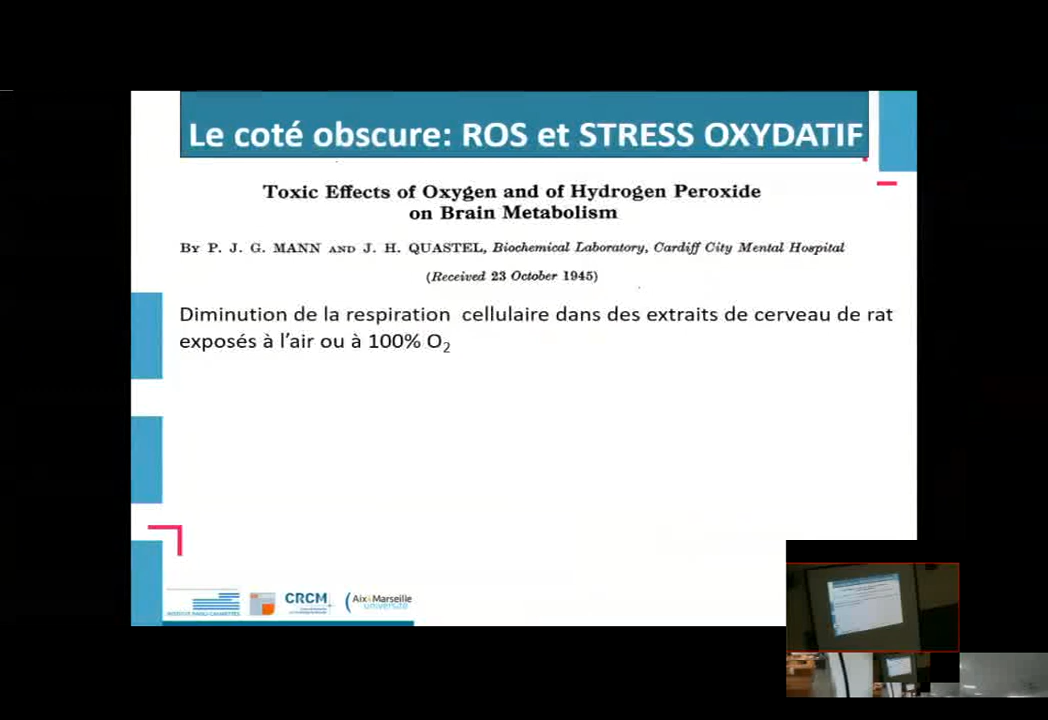 Le coté obscure: ROS et STRESS OXYDATIF
Toxic Effects of Oxygen and of Hydrogen Peroxide
on Brain Metabolism
BY P. J. G. MANN AND J. H. QUASTEL, Biochemical Laboratory, Cardiff City Mental Hospital
(Received 23 October 1945)
Diminution de la respiration cellulaire dans des extraits de cerveau de rat
exposés à l'air ou à 100% O₂
CRCM
Aix Marseille
université